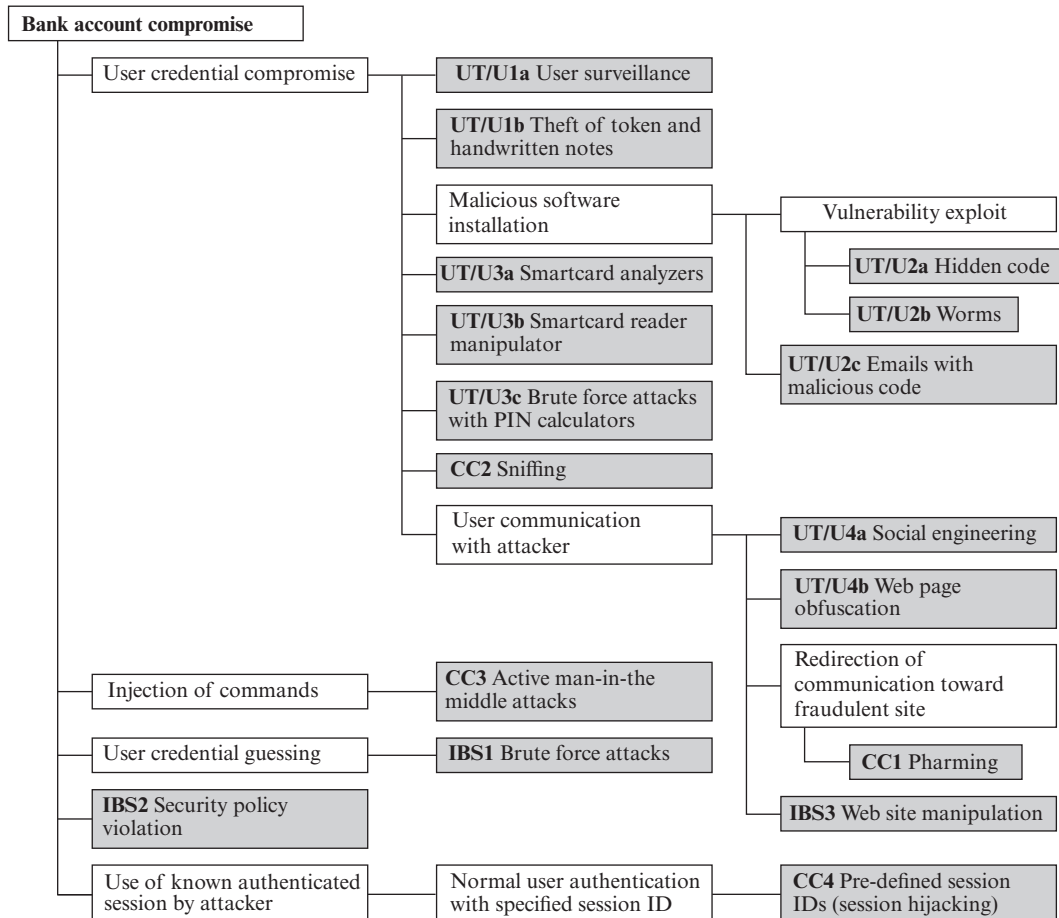 Bank account compromise
User credential compromise
UT/U1a User surveillance
UT/U1b Theft of token and
handwritten notes
Malicious software
installation
Vulnerability exploit
UT/U2a Hidden code
UT/U2b Worms
UT/U2c Emails with
malicious code
UT/U3a Smartcard analyzers
UT/U3b Smartcard reader
manipulator
UT/U3c Brute force attacks
with PIN calculators
CC2 Sniffing
User communication
with attacker
UT/U4a Social engineering
UT/U4b Web page
obfuscation
Redirection of
communication toward
fraudulent site
CC1 Pharming
IBS3 Web site manipulation
Injection of commands
CC3 Active man-in-the
middle attacks
User credential guessing
IBS1 Brute force attacks
IBS2 Security policy
violation
Use of known authenticated
session by attacker
Normal user authentication
with specified session ID
CC4 Pre-defined session
IDs (session hijacking)